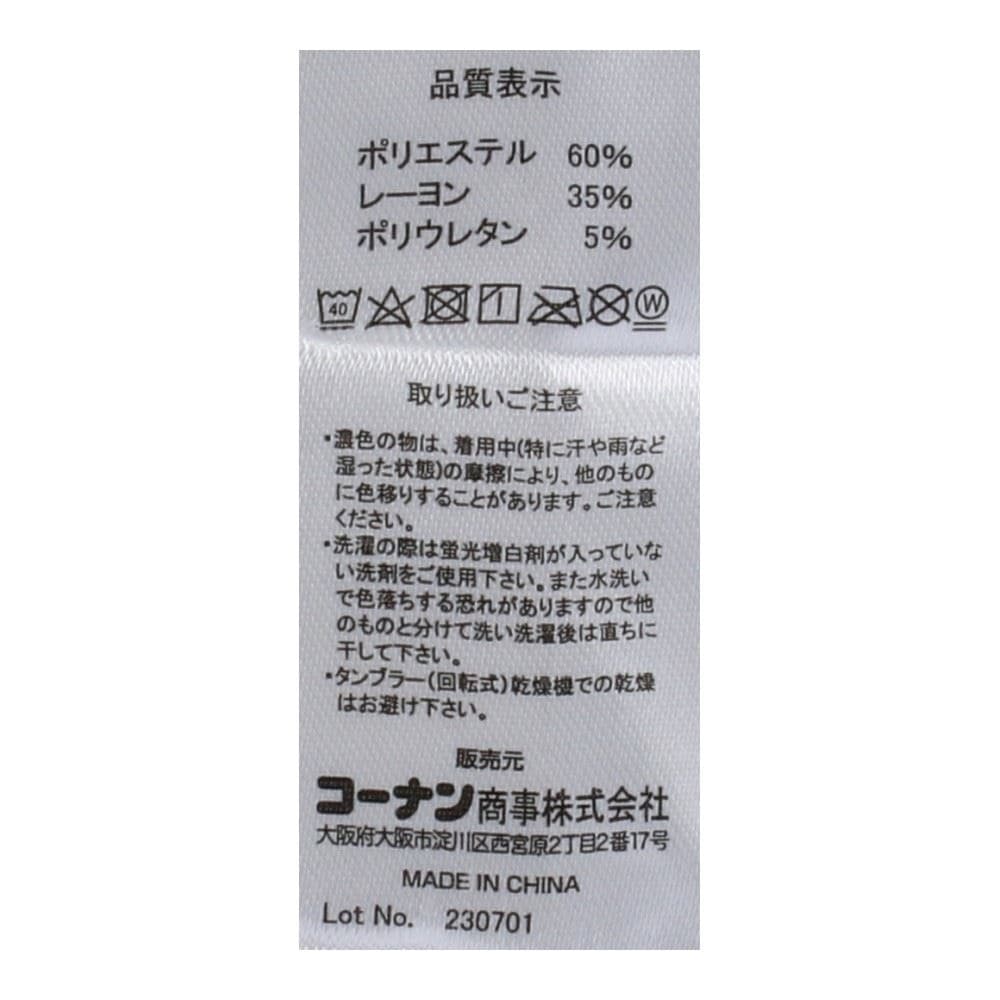 品質表示
ポリエステル 60%
レーヨン 35%
ポリウレタン 5%
40 W
取り扱いご注意
・濃色の物は、着用中(特に汗や雨など
湿った状態)の摩擦により、他のもの
に色移りすることがあります。ご注意
ください。
・洗濯の際は蛍光増白剤が入っていな
い洗剤をご使用下さい。また水洗い
で色落ちする恐れがありますので他
のものと分けて洗い洗濯後は直ちに
干して下さい。
・タンブラー(回転式)乾燥機での乾燥
はお避け下さい。
販売元
コーナン商事株式会社
大阪府大阪市淀川区西宮原2丁目2番17号
MADE IN CHINA
Lot No. 230701